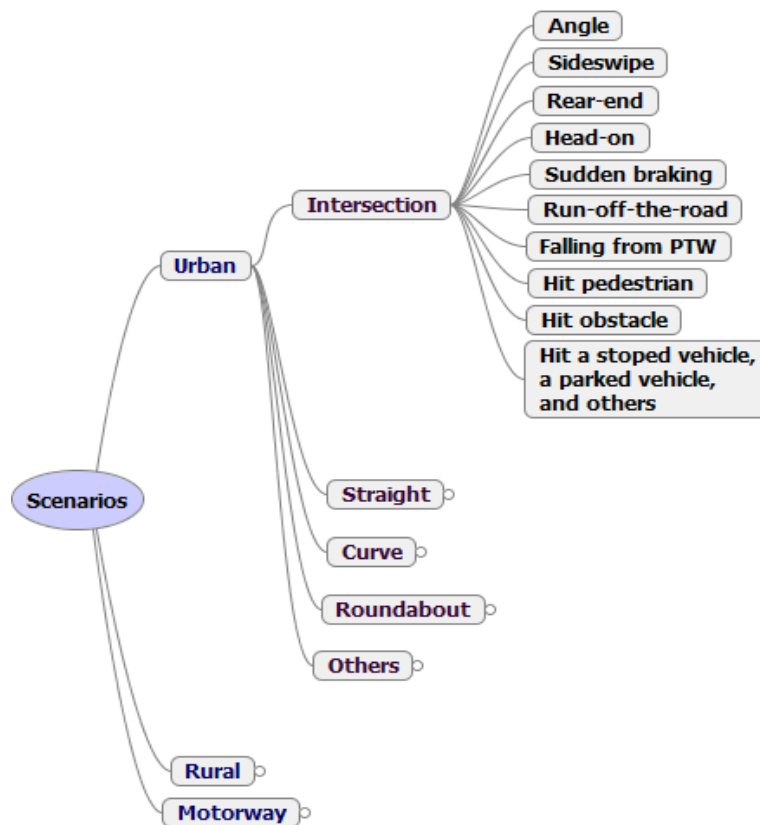 Angle
Sideswipe
Rear-end
Head-on
Sudden braking
Intersection
Run-off-the-road
Falling from PTW
Urban
Hit pedestrian
Hit obstacle
Hit a stoped vehicle,
a parked vehicle,
and others
Straight
Scenarios
Curve
Roundabout
Others
Rural
Motorway